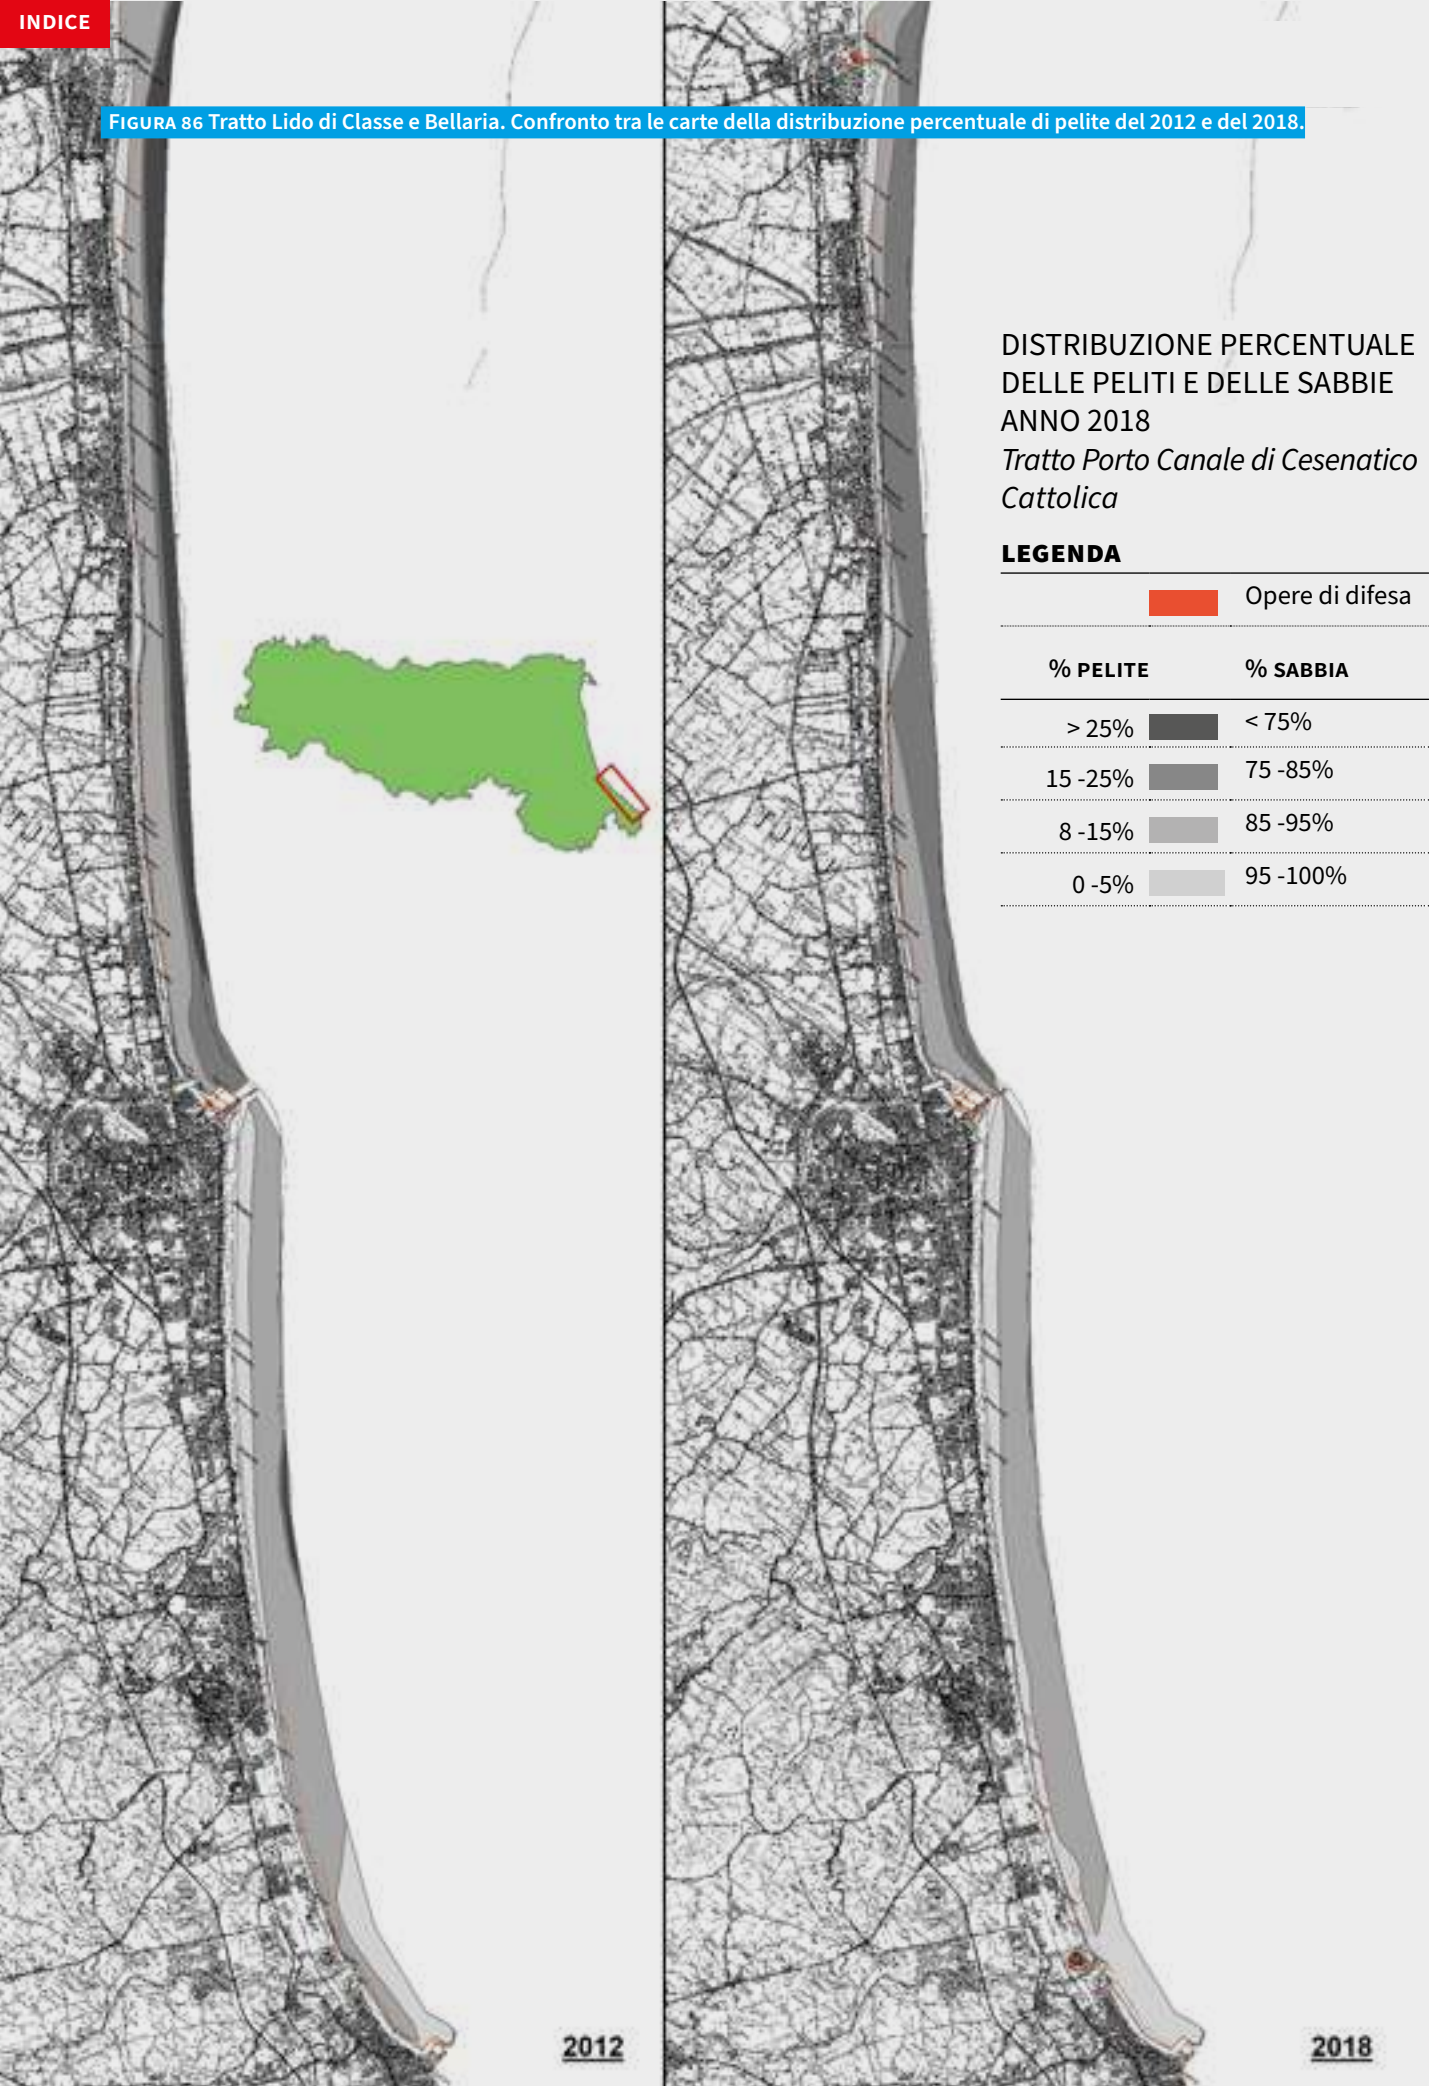 INDICE
FIGURA 86 Tratto Lido di Classe e Bellaria. Confronto tra le carte della distribuzione percentuale di pelite del 2012 e del 2018.
DISTRIBUZIONE PERCENTUALE
DELLE PELITI E DELLE SABBIE
ANNO 2018
Tratto Porto Canale di Cesenatico
Cattolica
LEGENDA
Opere di difesa
% PELITE % SABBIA
> 25% < 75%
15 -25% 75 -85%
8 -15% 85 -95%
0 -5% 95 -100%
2012
2018